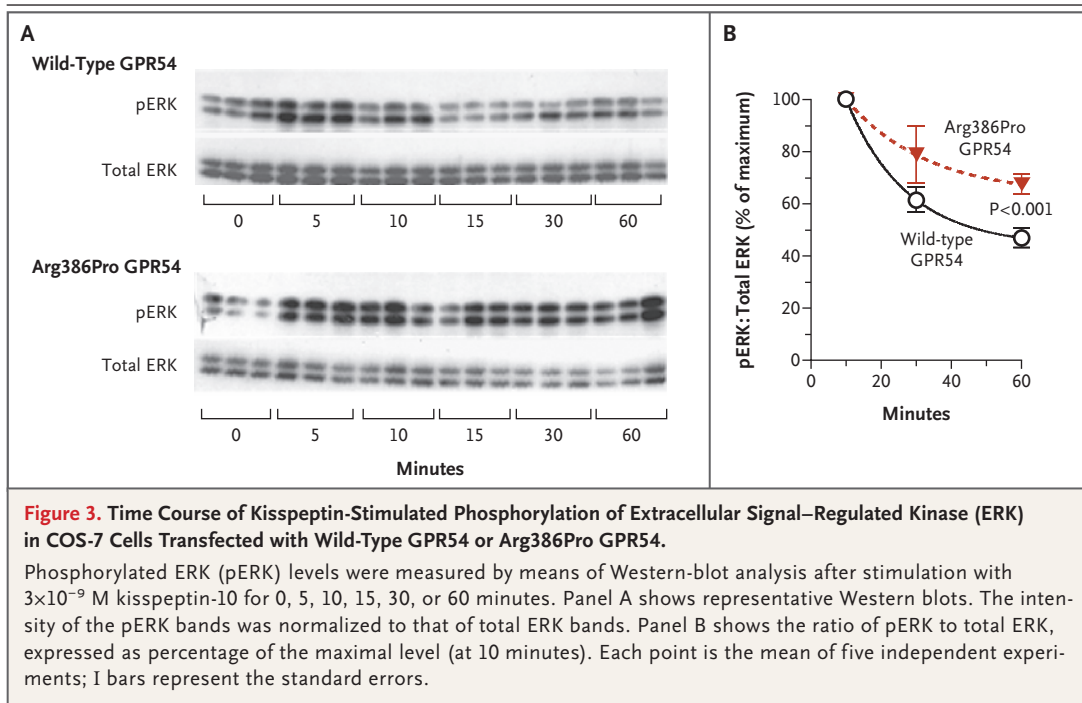 A
Wild-Type GPR54
pERK
Total ERK
0 5 10 15 30 60
Arg386Pro GPR54
pERK
Total ERK
0 5 10 15 30 60
Minutes
B
pERK:Total ERK (% of maximum)
100
80
60
40
20
0
0 20 40 60
Minutes
Arg386Pro
GPR54
P<0.001
Wild-type
GPR54
Figure 3. Time Course of Kisspeptin-Stimulated Phosphorylation of Extracellular Signal–Regulated Kinase (ERK)
in COS-7 Cells Transfected with Wild-Type GPR54 or Arg386Pro GPR54.
Phosphorylated ERK (pERK) levels were measured by means of Western-blot analysis after stimulation with
3×10⁻⁹ M kisspeptin-10 for 0, 5, 10, 15, 30, or 60 minutes. Panel A shows representative Western blots. The inten-
sity of the pERK bands was normalized to that of total ERK bands. Panel B shows the ratio of pERK to total ERK,
expressed as percentage of the maximal level (at 10 minutes). Each point is the mean of five independent experi-
ments; I bars represent the standard errors.